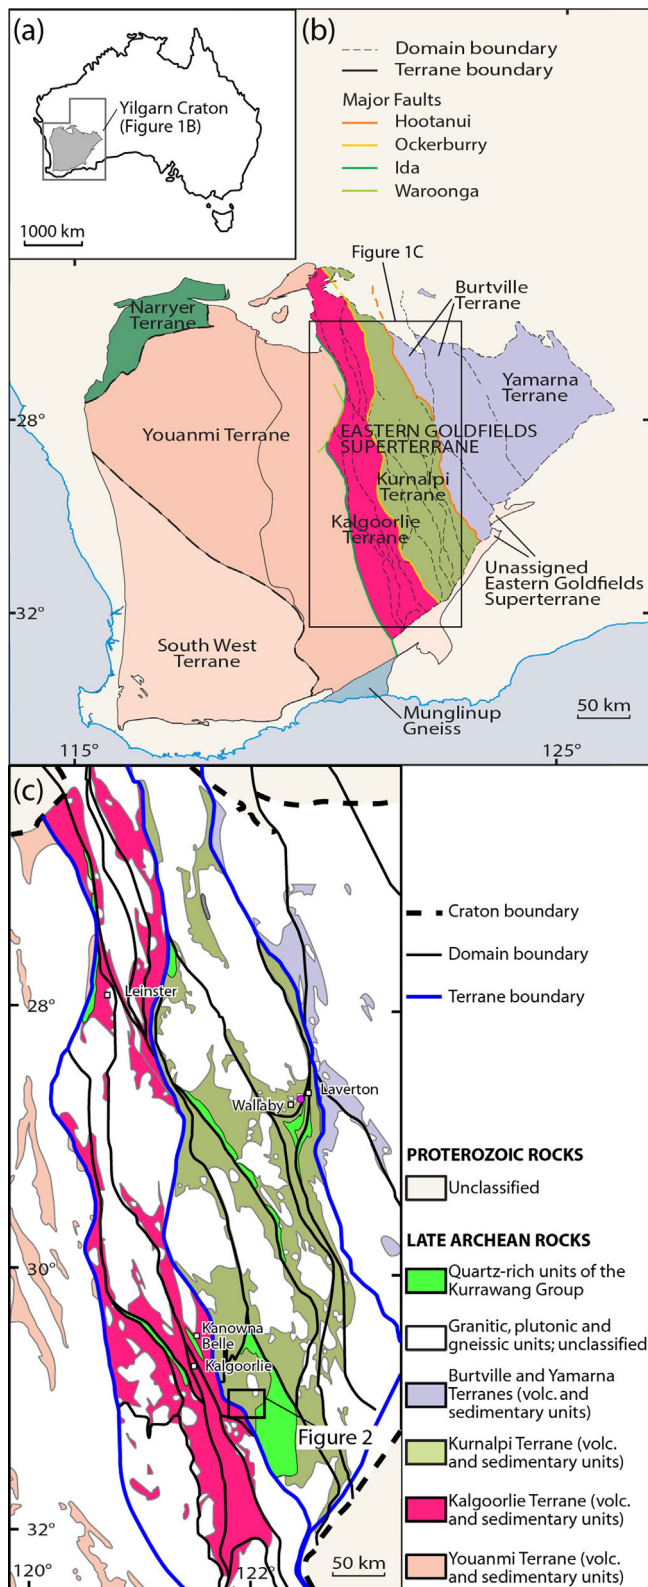 (a)
Yilgarn Craton
(Figure 1B)
1000 km
(b)
Domain boundary
Terrane boundary
Major Faults
Hootanui
Ockerburry
Ida
Waroonga
Figure 1C
Burtville
Terrane
Narryer
Terrane
Yamarna
Terrane
28°
Youanmi Terrane
EASTERN GOLDFIELDS
SUPERTERRANE
Kurnalpi
Terrane
Kalgoorlie
Terrane
Unassigned
Eastern Goldfields
Superterrane
32°
South West
Terrane
50 km
Munglinup
Gneiss
115°
125°
(c)
Craton boundary
Domain boundary
Terrane boundary
Leinster
28°
Laverton
Wallaby
PROTEROZOIC ROCKS
Unclassified
LATE ARCHEAN ROCKS
30°
Quartz-rich units of the
Kurrawang Group
Granitic, plutonic and
gneissic units; unclassified
Kanowna
Belle
Kalgoorlie
Burtville and Yamarna
Terranes (volc. and
sedimentary units)
Figure 2
Kurnalpi Terrane (volc.
and sedimentary units)
Kalgoorlie Terrane (volc.
and sedimentary units)
32°
120°
122°
50 km
Youanmi Terrane (volc.
and sedimentary units)